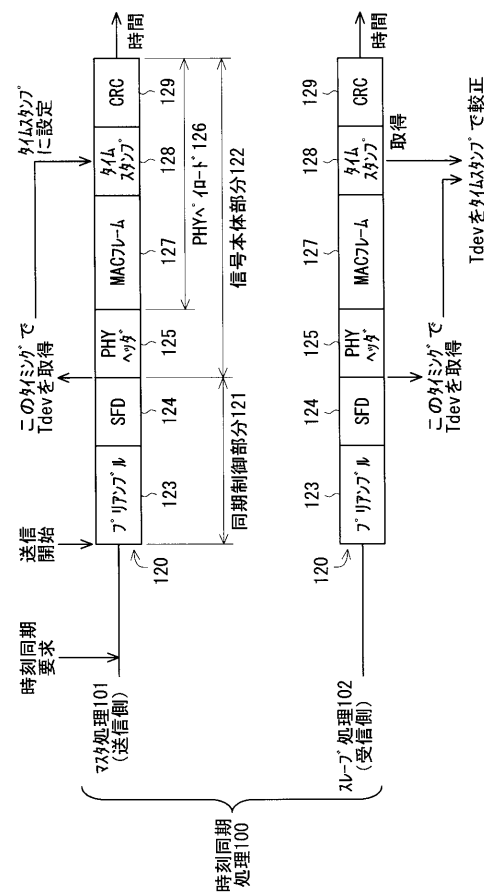 時刻同期
処理100
マスタ処理101
(送信側)
時刻同期
要求
送信
開始
120
プリアンブル
SFD
PHY
ヘッダ
MACフレーム
タイム
スタンプ
CRC
123
124
125
127
128
129
このタイミングで
Tdevを取得
タイムスタンプ
に設定
時間
PHYペイロード126
同期制御部分121
信号本体部分122
スレーブ処理102
(受信側)
120
プリアンブル
SFD
PHY
ヘッダ
MACフレーム
タイム
スタンプ
CRC
123
124
125
127
128
129
時間
取得
このタイミングで
Tdevを取得
Tdevをタイムスタンプで較正